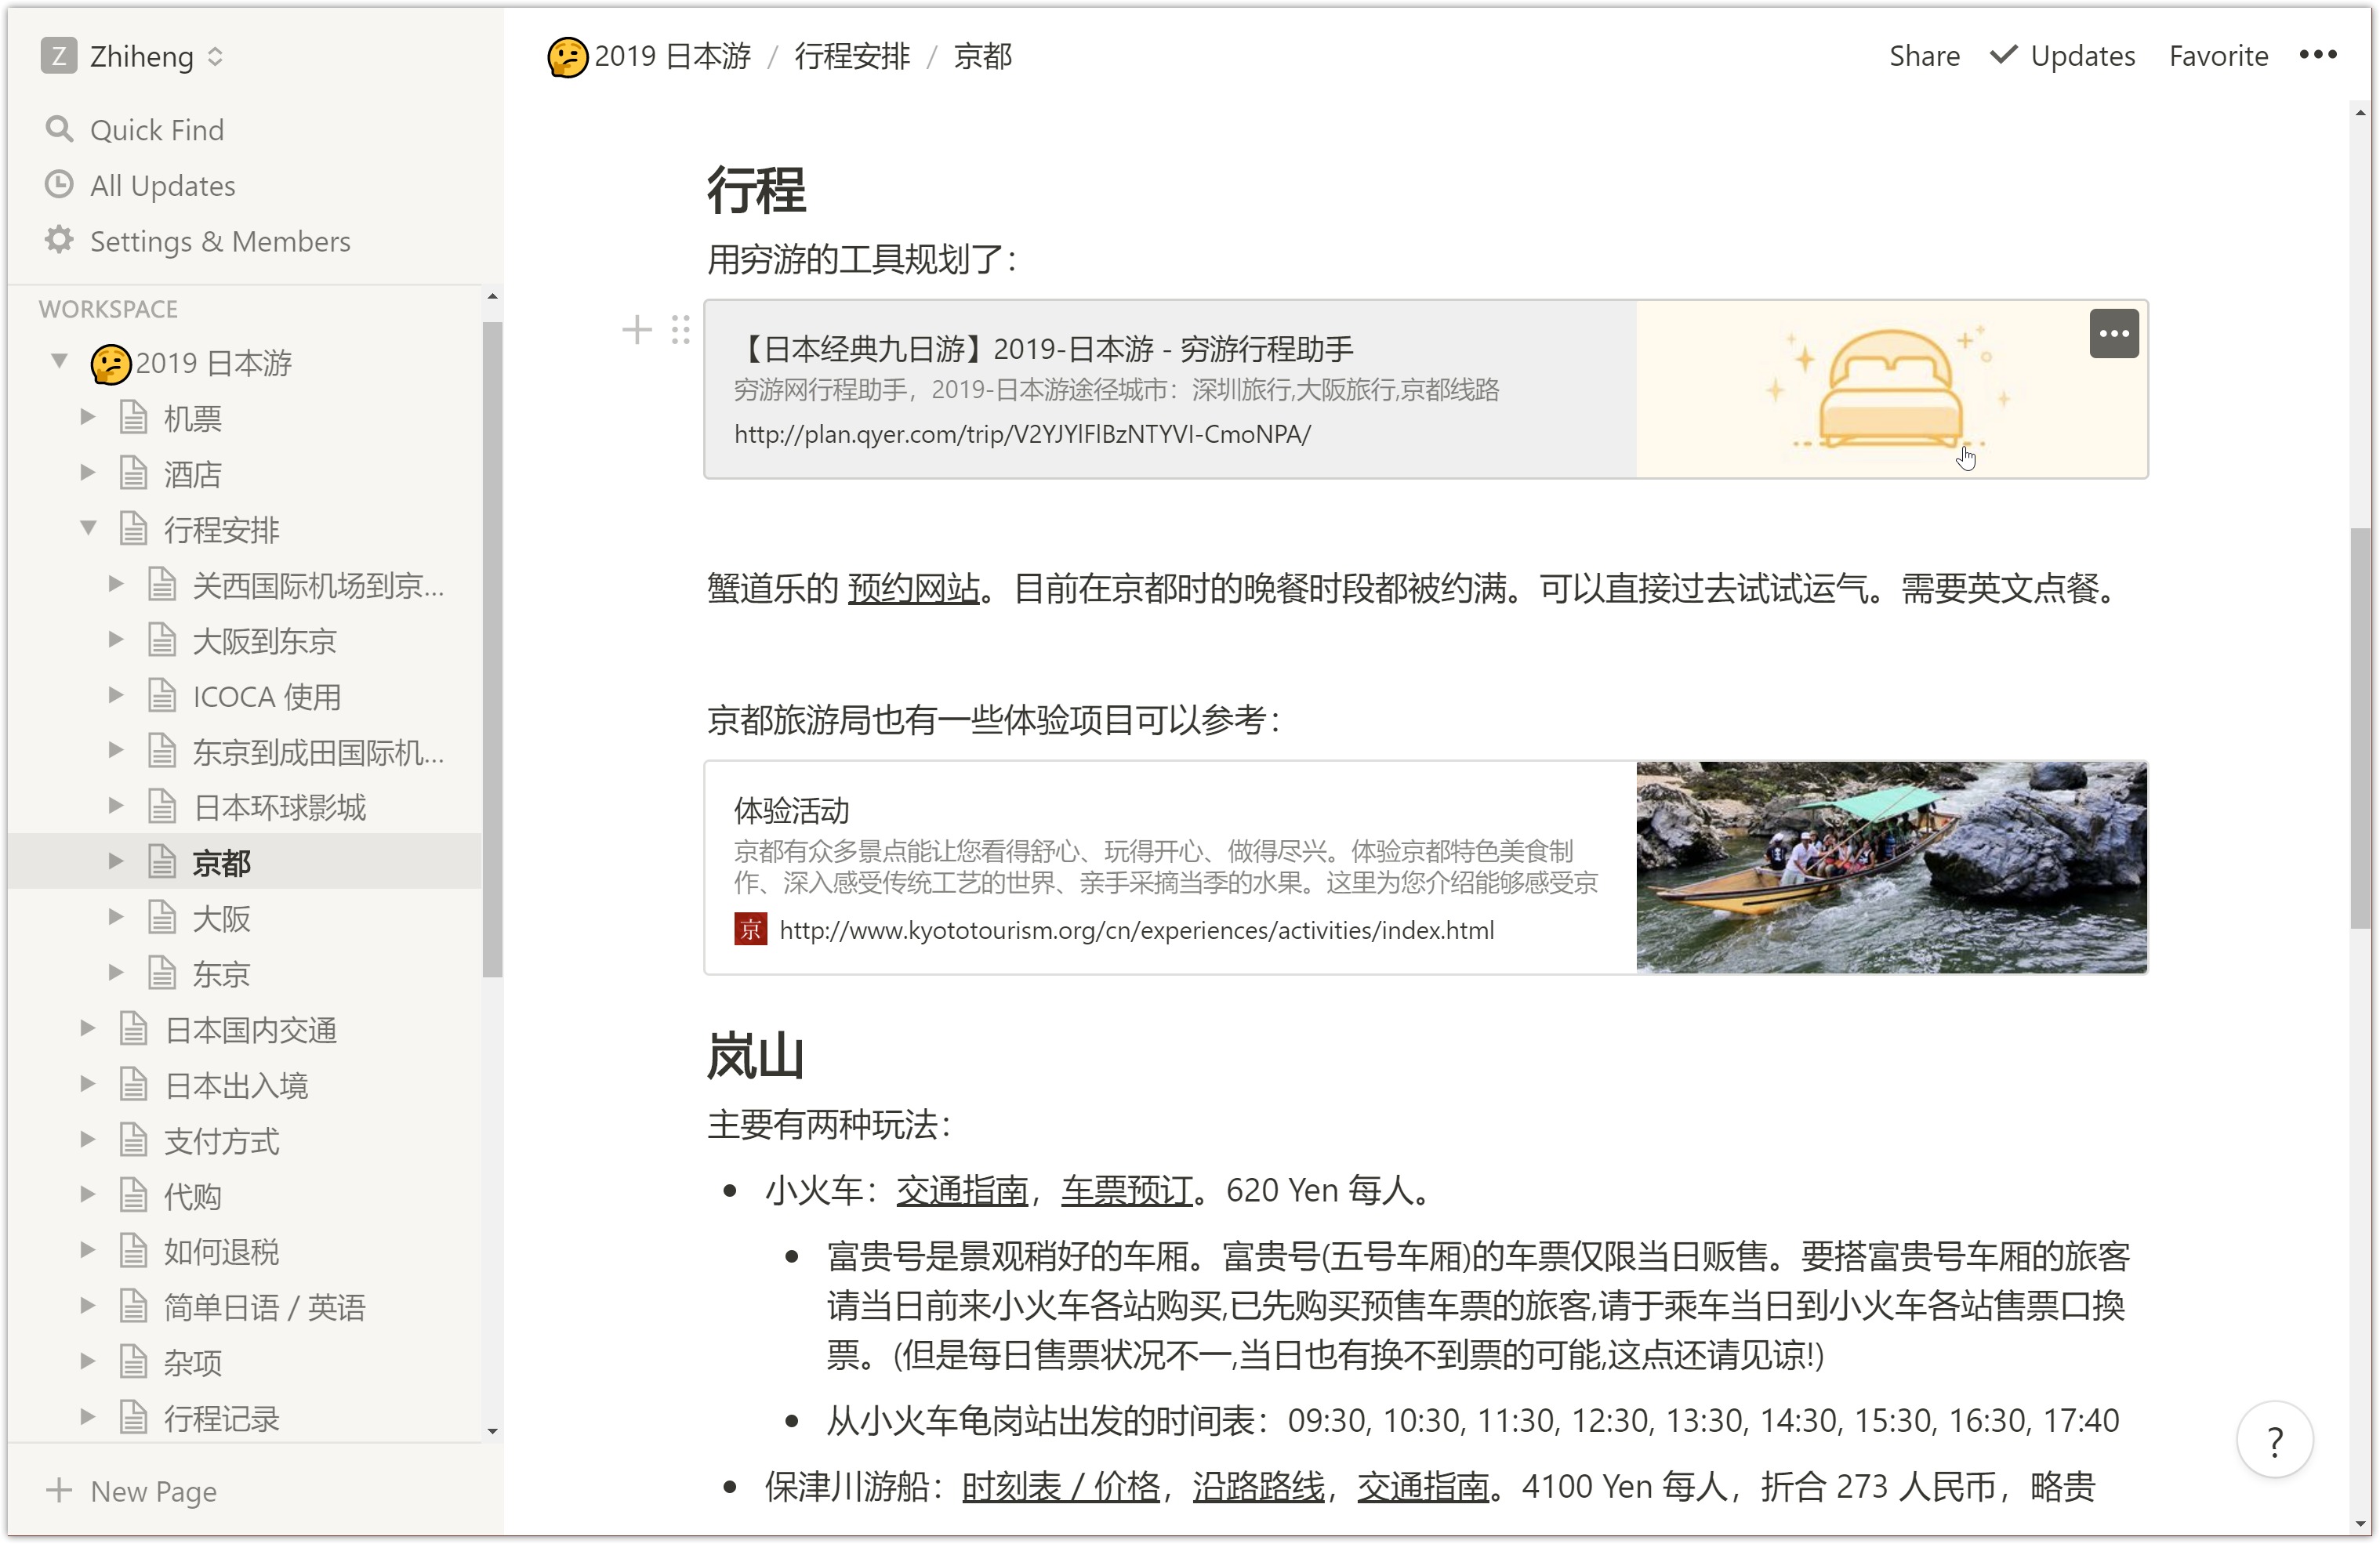 Z Zhiheng
Quick Find
All Updates
Settings & Members
WORKSPACE
2019 日本游
机票
酒店
行程安排
关西国际机场到京...
大阪到东京
ICOCA 使用
东京到成田国际机...
日本环球影城
京都
大阪
东京
日本国内交通
日本出入境
支付方式
代购
如何退税
简单日语 / 英语
杂项
行程记录
New Page
2019 日本游 / 行程安排 / 京都
Share Updates Favorite
行程
用穷游的工具规划了：
【日本经典九日游】2019-日本游 - 穷游行程助手
穷游网行程助手，2019-日本游途径城市：深圳旅行,大阪旅行,京都线路
http://plan.qyer.com/trip/V2YJYlFlBzNTYVI-CmoNPA/
蟹道乐的 预约网站。目前在京都时的晚餐时段都被约满。可以直接过去试试运气。需要英文点餐。
京都旅游局也有一些体验项目可以参考：
体验活动
京都有众多景点能让您看得舒心、玩得开心、做得尽兴。体验京都特色美食制
作、深入感受传统工艺的世界、亲手采摘当季的水果。这里为您介绍能够感受京
京 http://www.kyototourism.org/cn/experiences/activities/index.html
岚山
主要有两种玩法：
小火车：交通指南，车票预订。620 Yen 每人。
富贵号是景观稍好的车厢。富贵号(五号车厢)的车票仅限当日贩售。要搭富贵号车厢的旅客
请当日前来小火车各站购买,已先购买预售车票的旅客,请于乘车当日到小火车各站售票口换
票。(但是每日售票状况不一,当日也有换不到票的可能,这点还请见谅!)
从小火车龟岗站出发的时间表：09:30, 10:30, 11:30, 12:30, 13:30, 14:30, 15:30, 16:30, 17:40
保津川游船：时刻表 / 价格，沿路路线，交通指南。4100 Yen 每人，折合 273 人民币，略贵
?